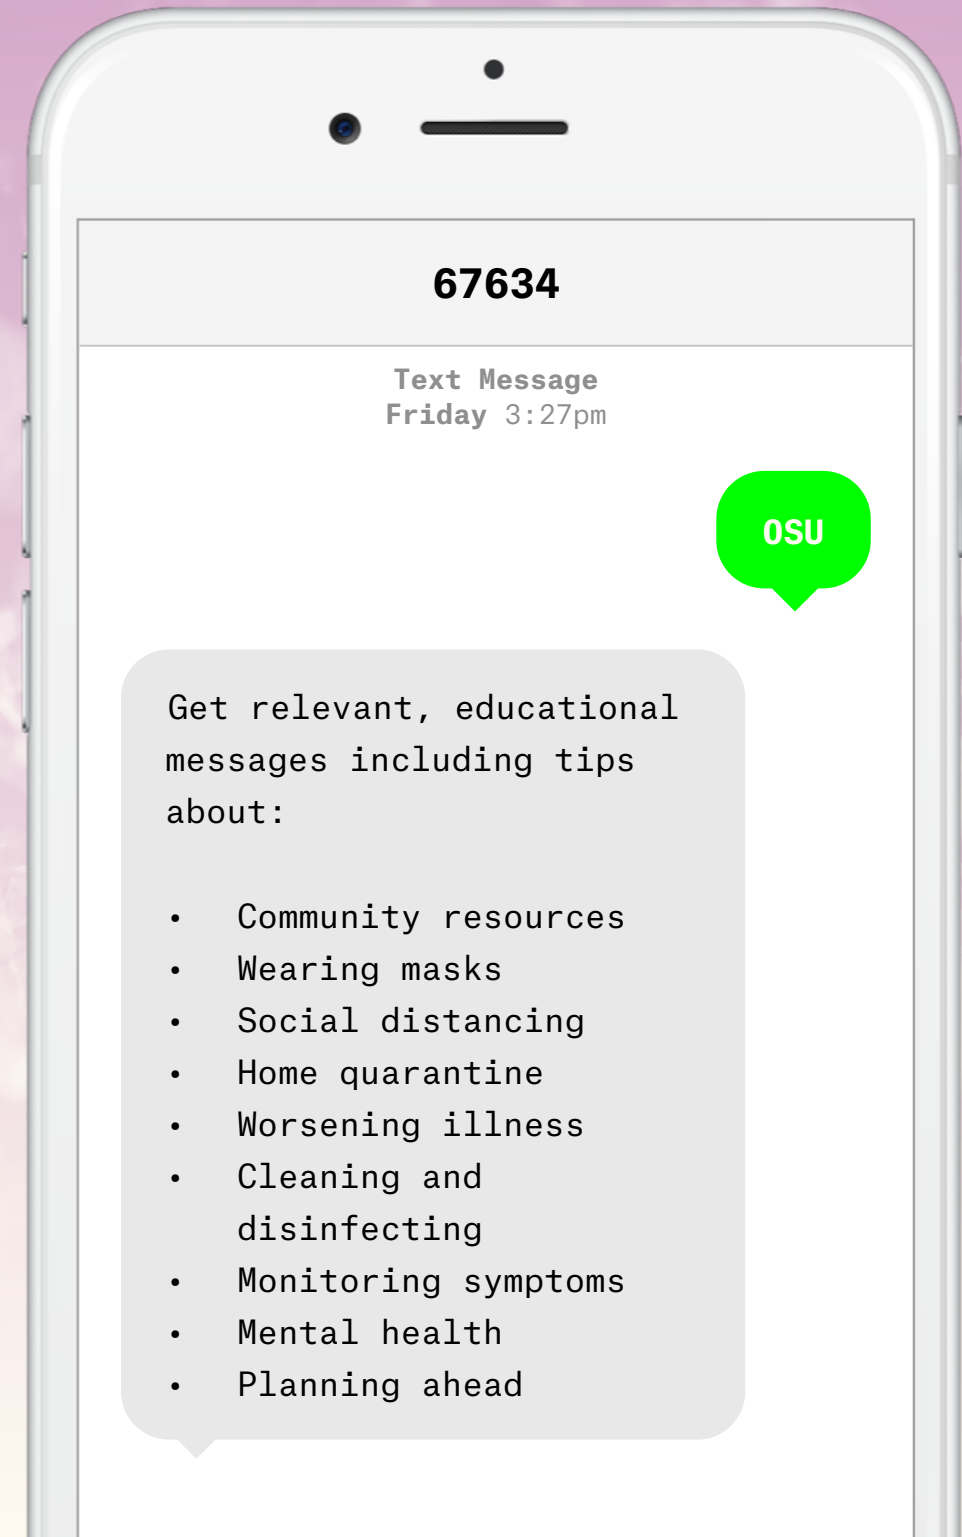 67634
Text Message
Friday 3:27pm
OSU
Get relevant, educational
messages including tips
about:
• Community resources
• Wearing masks
• Social distancing
• Home quarantine
• Worsening illness
• Cleaning and
disinfecting
• Monitoring symptoms
• Mental health
• Planning ahead